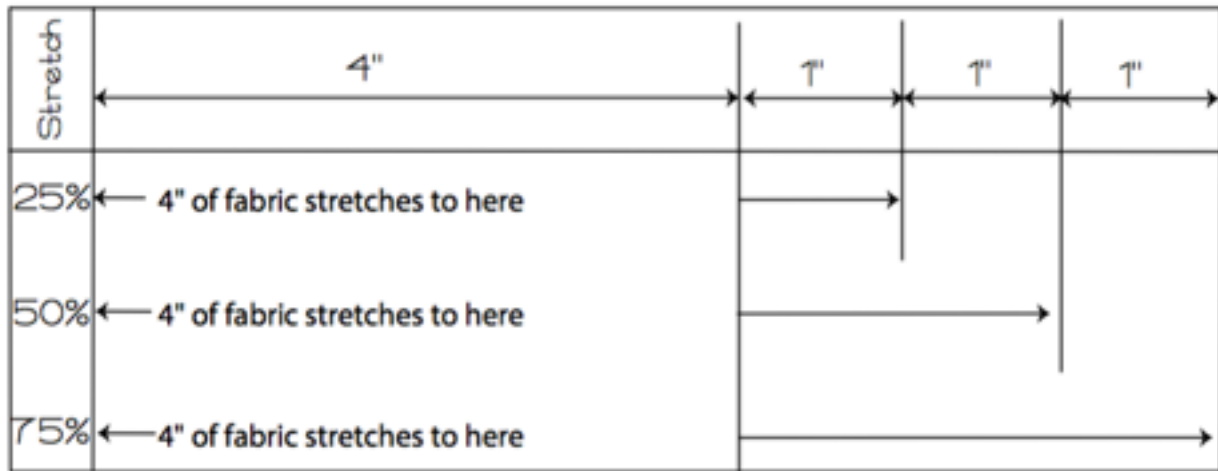 Stretch
4"
1"
1"
1"
25%
4" of fabric stretches to here
50%
4" of fabric stretches to here
75%
4" of fabric stretches to here